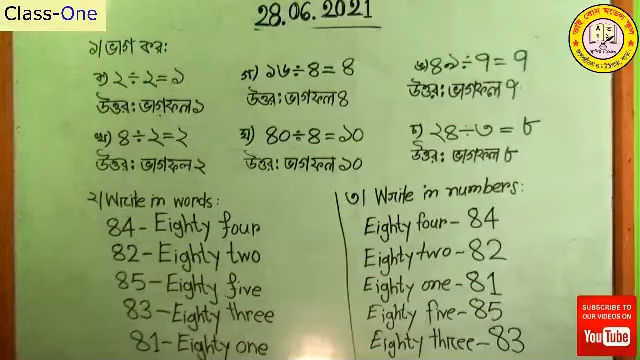 Class-One
28.06.2021
১। ভাগ কর:
ক) ২ ÷ ২ = ১
উত্তর: ভাগফল ১
খ) ৪ ÷ ২ = ২
উত্তর: ভাগফল ২
গ) ১৬ ÷ ৪ = ৪
উত্তর: ভাগফল ৪
ঘ) ৪০ ÷ ৪ = ১০
উত্তর: ভাগফল ১০
ঙ) ৪৯ ÷ ৭ = ৭
উত্তর: ভাগফল ৭
চ) ২৪ ÷ ৩ = ৮
উত্তর: ভাগফল ৮
২। Write in words:
84 - Eighty four
82 - Eighty two
85 - Eighty five
83 - Eighty three
81 - Eighty one
৩। Write in numbers:
Eighty four - 84
Eighty two - 82
Eighty one - 81
Eighty five - 85
Eighty three - 83
SUBSCRIBE TO
OUR VIDEOS ON
YouTube